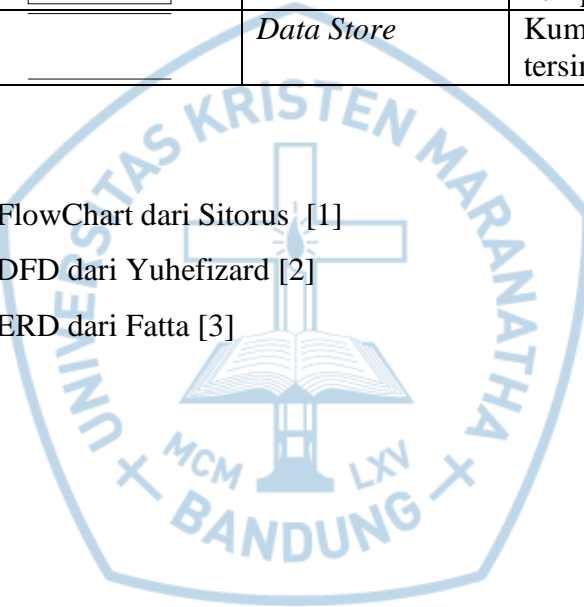 Data Store Kum
tersi
FlowChart dari Sitorus [1]
DFD dari Yuhefizard [2]
ERD dari Fatta [3]
UNIVERSITAS KRISTEN MARANATHA
MCM LXV
BANDUNG